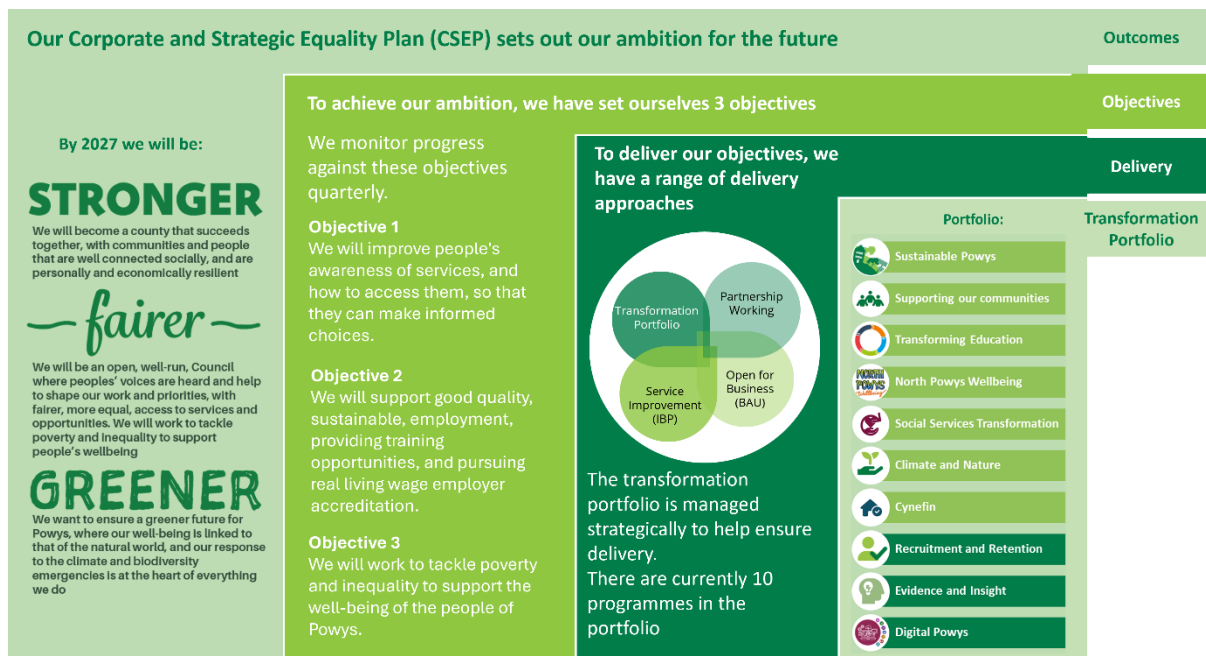 Our Corporate and Strategic Equality Plan (CSEP) sets out our ambition for the future
Outcomes
To achieve our ambition, we have set ourselves 3 objectives
Objectives
By 2027 we will be:
STRONGER
We will become a county that succeeds
together, with communities and people
that are well connected socially, and are
personally and economically resilient
fairer
We will be an open, well-run, Council
where peoples' voices are heard and help
to shape our work and priorities, with
fairer, more equal, access to services and
opportunities. We will work to tackle
poverty and inequality to support
people's wellbeing
GREENER
We want to ensure a greener future for
Powys, where our well-being is linked to
that of the natural world, and our response
to the climate and biodiversity
emergencies is at the heart of everything
we do
We monitor progress
against these objectives
quarterly.
Objective 1
We will improve people's
awareness of services, and
how to access them, so that
they can make informed
choices.
Objective 2
We will support good quality,
sustainable, employment,
providing training
opportunities, and pursuing
real living wage employer
accreditation.
Objective 3
We will work to tackle poverty
and inequality to support the
well-being of the people of
Powys.
To deliver our objectives, we
have a range of delivery
approaches
Delivery
Transformation
Portfolio
Partnership
Working
Service
Improvement
(IBP)
Open for
Business
(BAU)
The transformation
portfolio is managed
strategically to help ensure
delivery.
There are currently 10
programmes in the
portfolio
Transformation
Portfolio
Portfolio:
Sustainable Powys
Supporting our communities
Transforming Education
NORTH
POWYS
Wellbeing
North Powys Wellbeing
Social Services Transformation
Climate and Nature
Cynefin
Recruitment and Retention
Evidence and Insight
Digital Powys